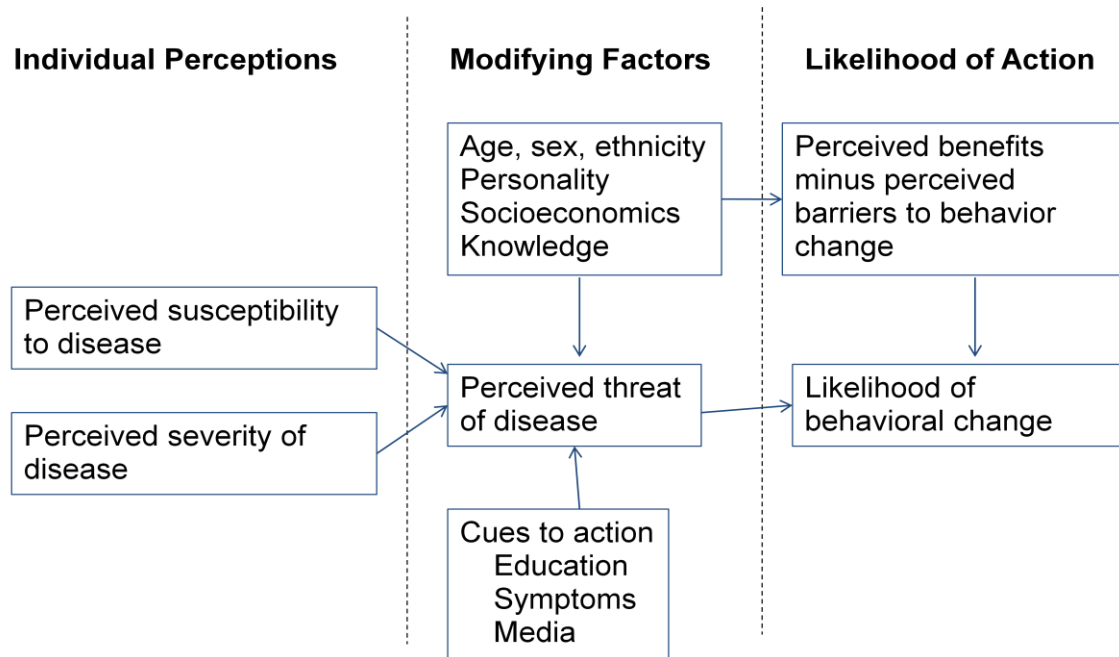 Individual Perceptions
Modifying Factors
Likelihood of Action
Age, sex, ethnicity
Personality
Socioeconomics
Knowledge
Perceived benefits
minus perceived
barriers to behavior
change
Perceived susceptibility
to disease
Perceived severity of
disease
Perceived threat
of disease
Likelihood of
behavioral change
Cues to action
Education
Symptoms
Media